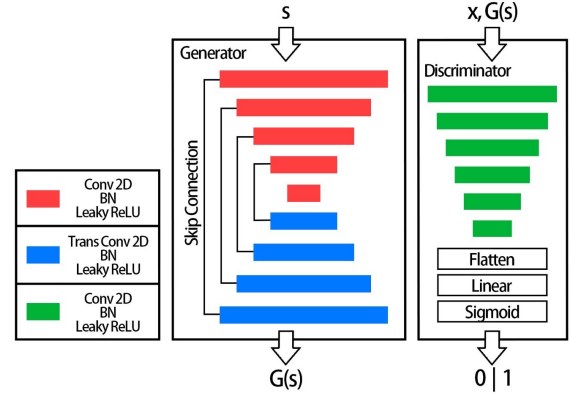 s
x, G(s)
Generator
Discriminator
Skip Connection
Conv 2D
BN
Leaky ReLU
Trans Conv 2D
BN
Leaky ReLU
Conv 2D
BN
Leaky ReLU
Flatten
Linear
Sigmoid
G(s)
0 | 1